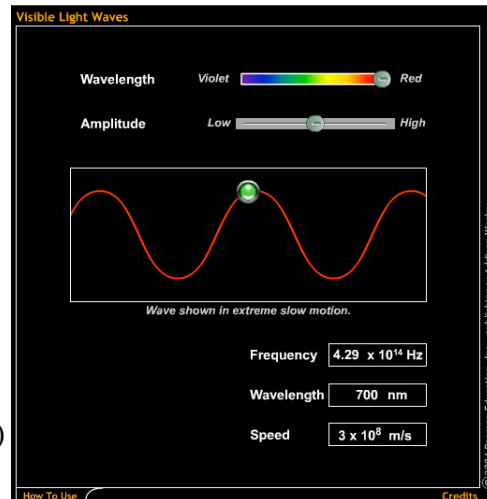 Visible Light Waves
Wavelength Violet Red
Amplitude Low High
Wave shown in extreme slow motion.
Frequency 4.29 x 10¹⁴ Hz
Wavelength 700 nm
)
Speed 3 x 10⁸ m/s
How To Use Credits